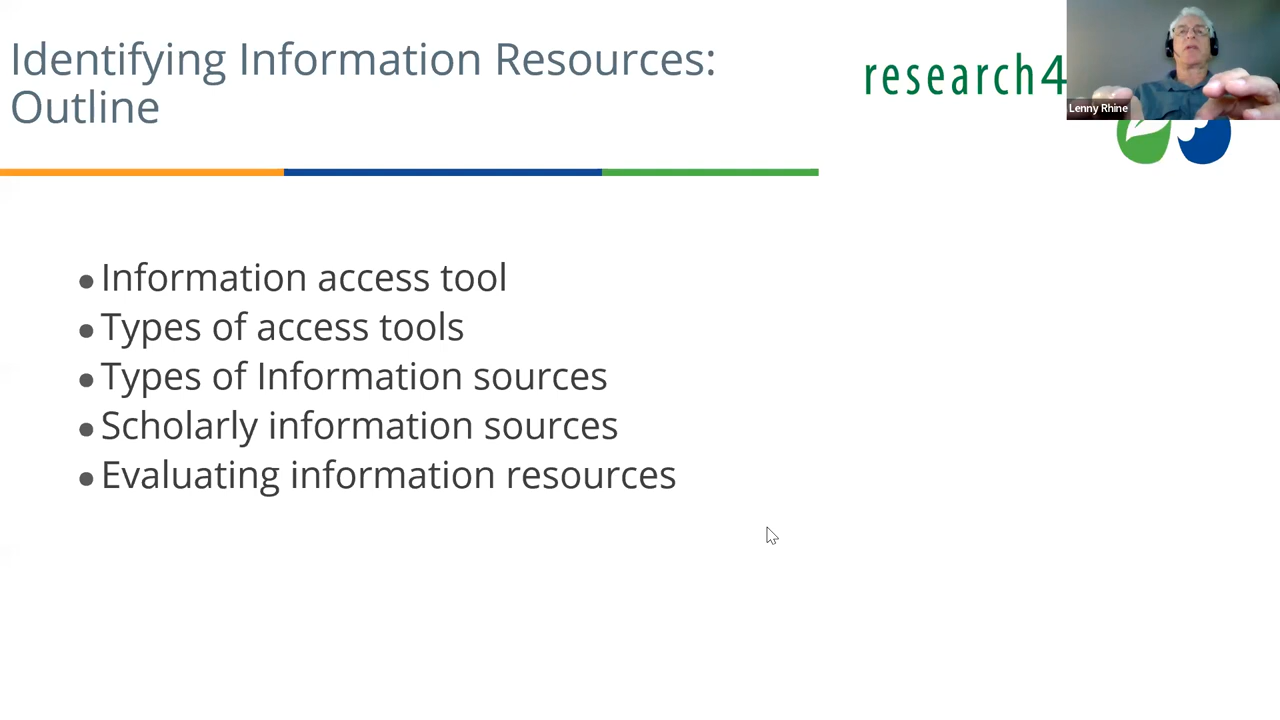 Identifying Information Resources:
Outline
research4
Lenny Rhine
● Information access tool
● Types of access tools
● Types of Information sources
● Scholarly information sources
● Evaluating information resources